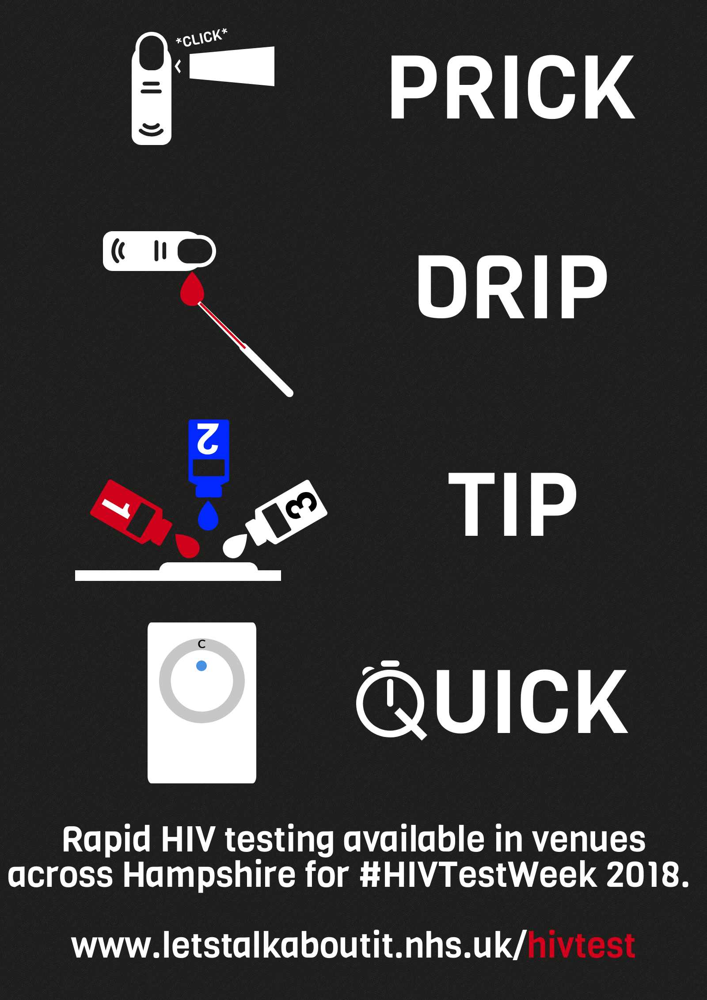 *CLICK*
PRICK
DRIP
2
1
3
TIP
C
QUICK
Rapid HIV testing available in venues
across Hampshire for #HIVTestWeek 2018.
www.letstalkaboutit.nhs.uk/hivtest